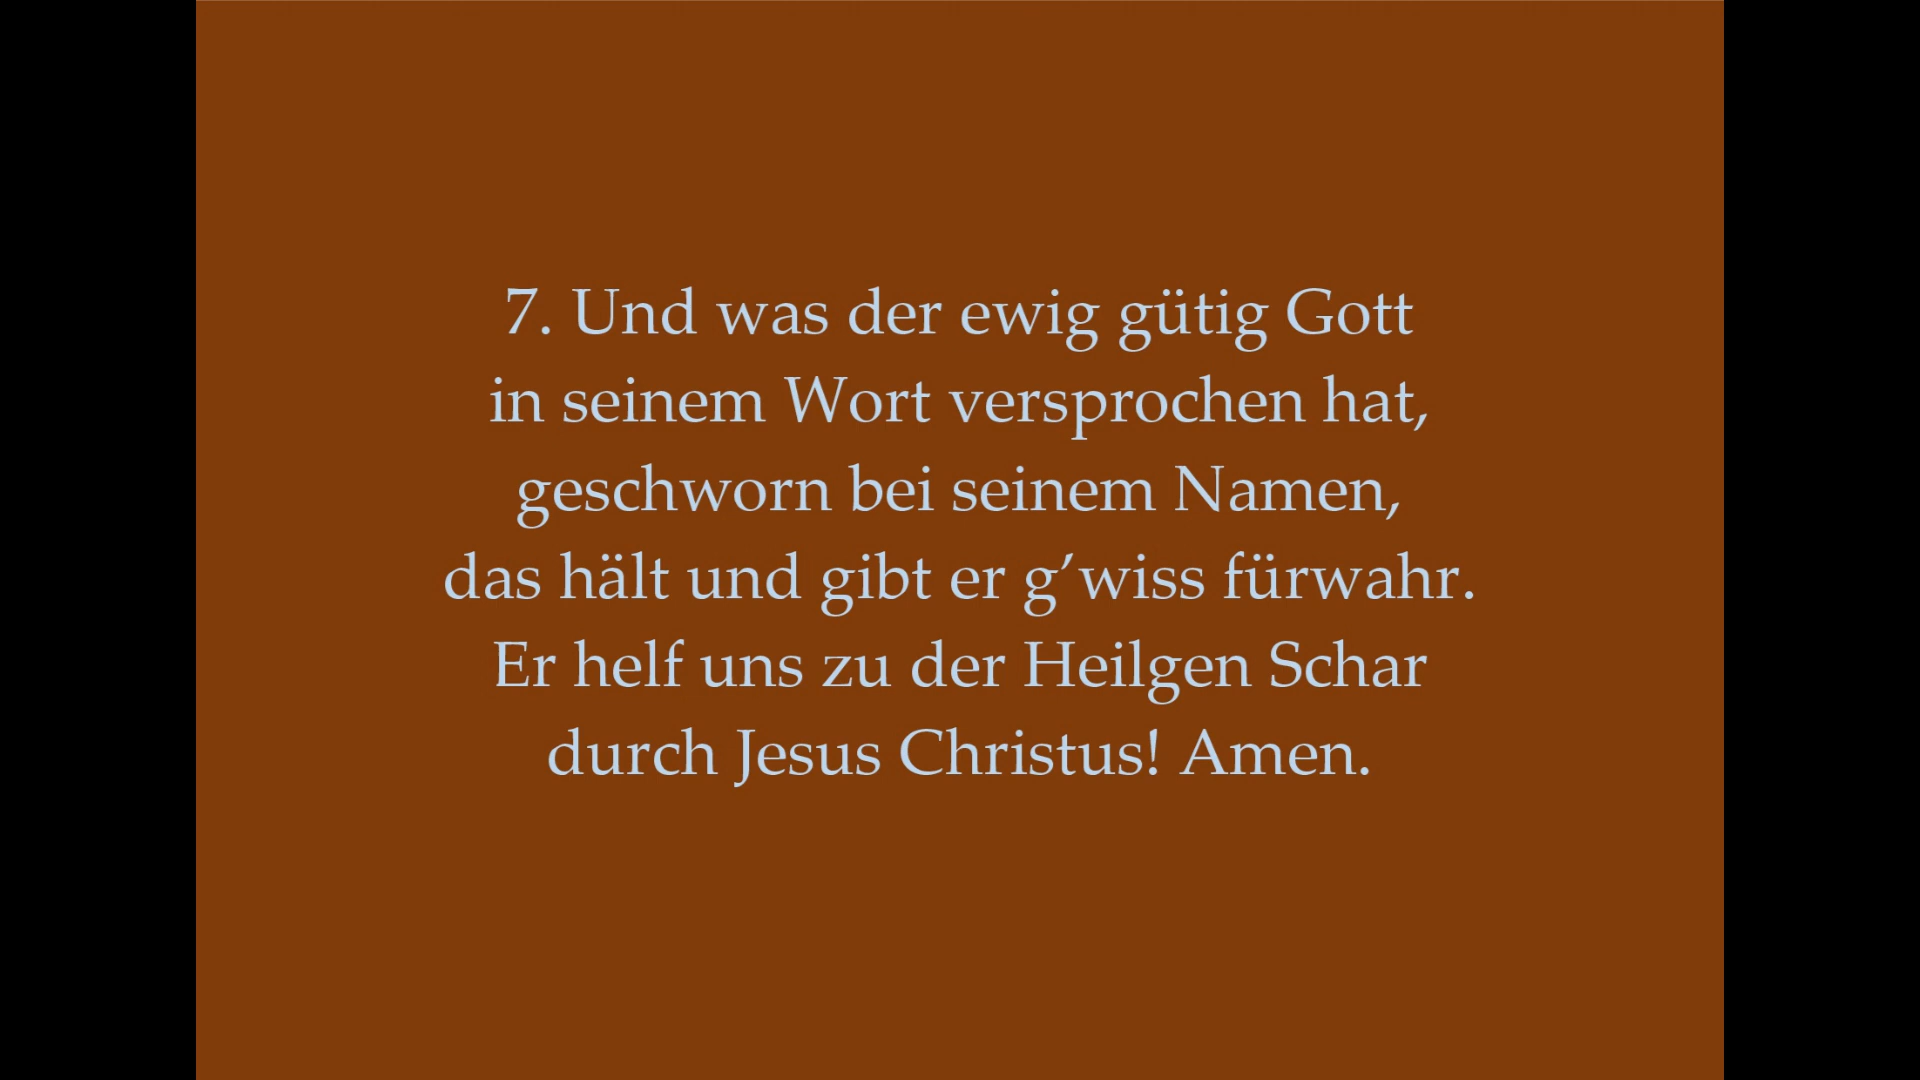 7. Und was der ewig gütig Gott
in seinem Wort versprochen hat,
geschworn bei seinem Namen,
das hält und gibt er g’wiss fürwahr.
Er helf uns zu der Heilgen Schar
durch Jesus Christus! Amen.